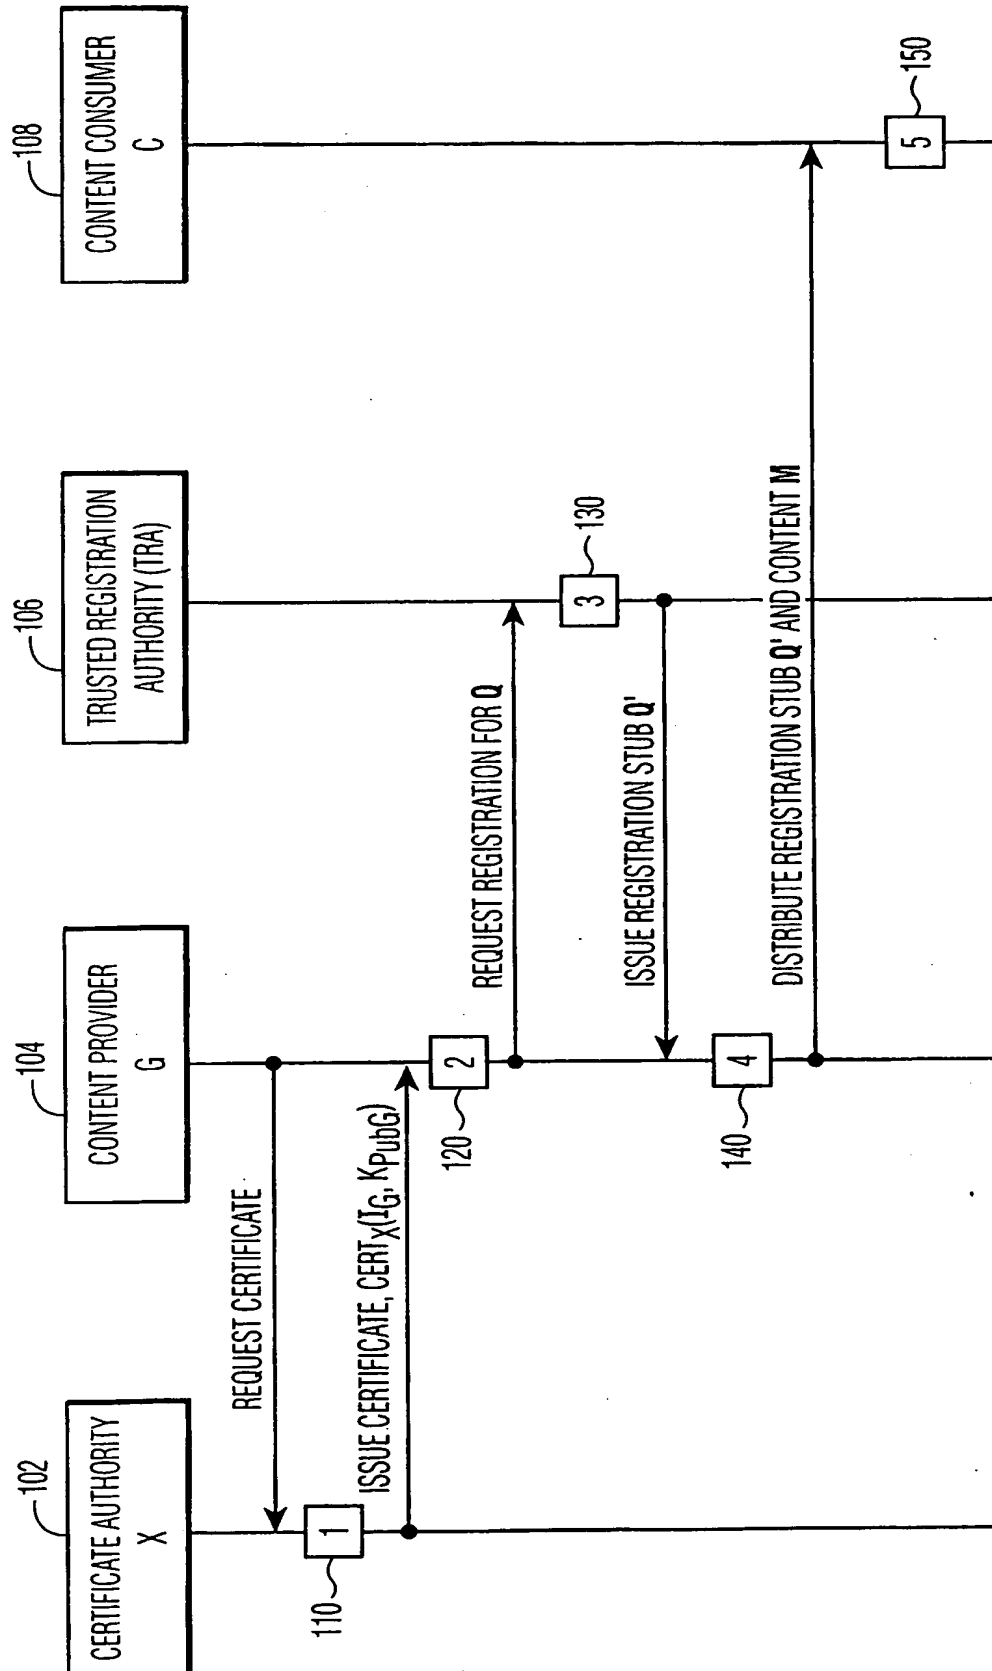 102
CERTIFICATE AUTHORITY
X
104
CONTENT PROVIDER
G
106
TRUSTED REGISTRATION
AUTHORITY (TRA)
108
CONTENT CONSUMER
C
REQUEST CERTIFICATE
110
1
ISSUE CERTIFICATE, CERTX(IG, KPubG)
120
2
REQUEST REGISTRATION FOR Q
130
3
ISSUE REGISTRATION STUB Q'
140
4
DISTRIBUTE REGISTRATION STUB Q' AND CONTENT M
150
5